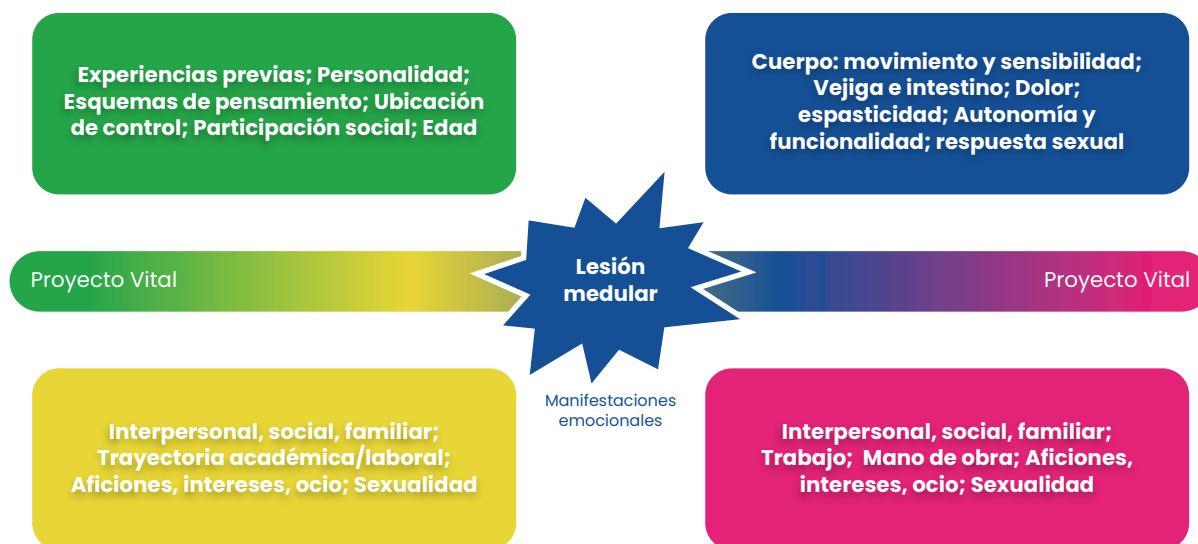 Experiencias previas; Personalidad;
Esquemas de pensamiento; Ubicación
de control; Participación social; Edad
Cuerpo: movimiento y sensibilidad;
Vejiga e intestino; Dolor;
espasticidad; Autonomía y
funcionalidad; respuesta sexual
Proyecto Vital
Lesión
medular
Proyecto Vital
Manifestaciones
emocionales
Interpersonal, social, familiar;
Trayectoria académica/laboral;
Aficiones, intereses, ocio; Sexualidad
Interpersonal, social, familiar;
Trabajo; Mano de obra; Aficiones,
intereses, ocio; Sexualidad